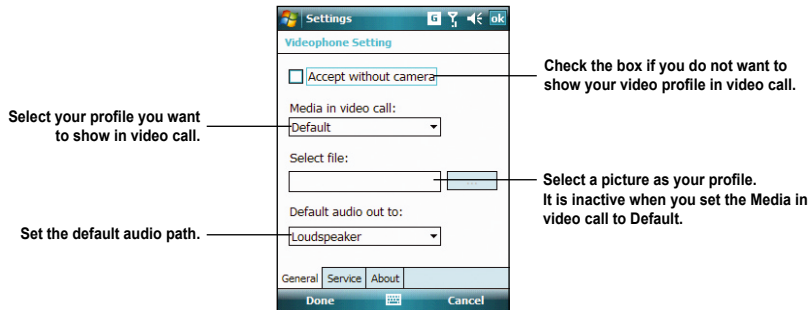 Settings
G
ok
Videophone Setting
Accept without camera
Check the box if you do not want to
show your video profile in video call.
Media in video call:
Select your profile you want
to show in video call.
Default
Select file:
...
Select a picture as your profile.
It is inactive when you set the Media in
video call to Default.
Default audio out to:
Set the default audio path.
Loudspeaker
General Service About
Done Cancel